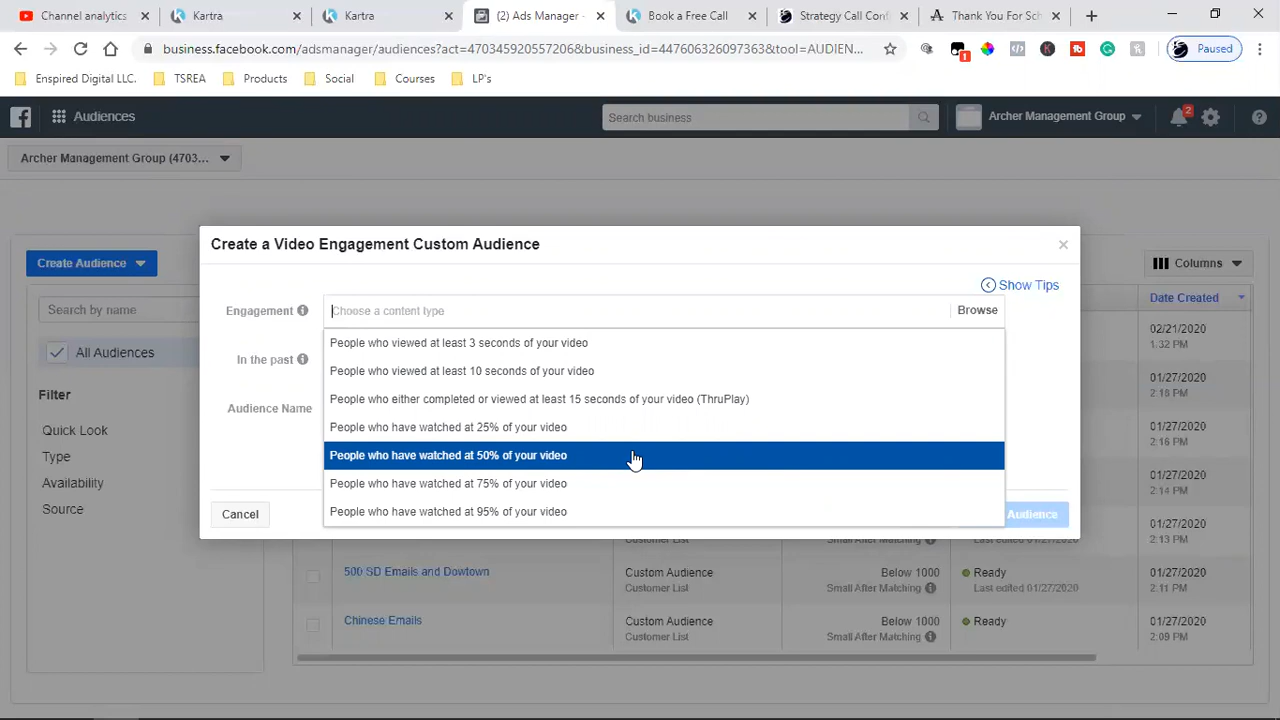 Channel analytics
Kartra
Kartra
(2) Ads Manager -
Book a Free Call
Strategy Call Conf
Thank You For Sch
business.facebook.com/adsmanager/audiences?act=470345920557206&business_id=447606326097363&tool=AUDIEN...
1
Paused
Enspired Digital LLC.
TSREA
Products
Social
Courses
LP's
Audiences
Search business
Archer Management Group
2
Archer Management Group (4703...
Create Audience
Columns
Create a Video Engagement Custom Audience
Show Tips
Search by name
Engagement
Choose a content type
Browse
Date Created
All Audiences
In the past
People who viewed at least 3 seconds of your video
People who viewed at least 10 seconds of your video
People who either completed or viewed at least 15 seconds of your video (ThruPlay)
People who have watched at 25% of your video
People who have watched at 50% of your video
People who have watched at 75% of your video
People who have watched at 95% of your video
02/21/2020
1:32 PM
01/27/2020
2:18 PM
01/27/2020
2:16 PM
01/27/2020
2:14 PM
01/27/2020
2:13 PM
Filter
Audience Name
Quick Look
Type
Availability
Source
Cancel
Audience
Small After Matching
Last edited 01/27/2020
500 SD Emails and Dowtown
Custom Audience
Customer List
Below 1000
Small After Matching
Ready
Last edited 01/27/2020
01/27/2020
2:11 PM
Chinese Emails
Custom Audience
Customer List
Below 1000
Small After Matching
Ready
01/27/2020
2:09 PM